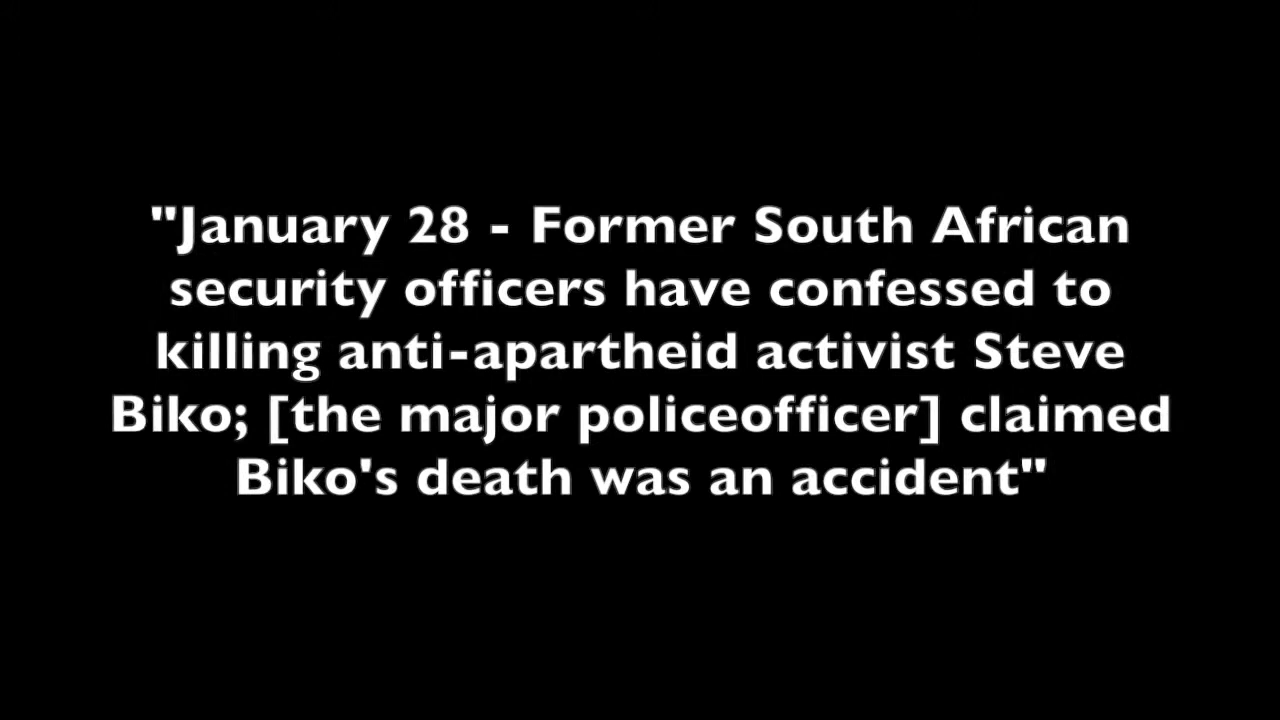 "January 28 - Former South African
security officers have confessed to
killing anti-apartheid activist Steve
Biko; [the major policeofficer] claimed
Biko's death was an accident"